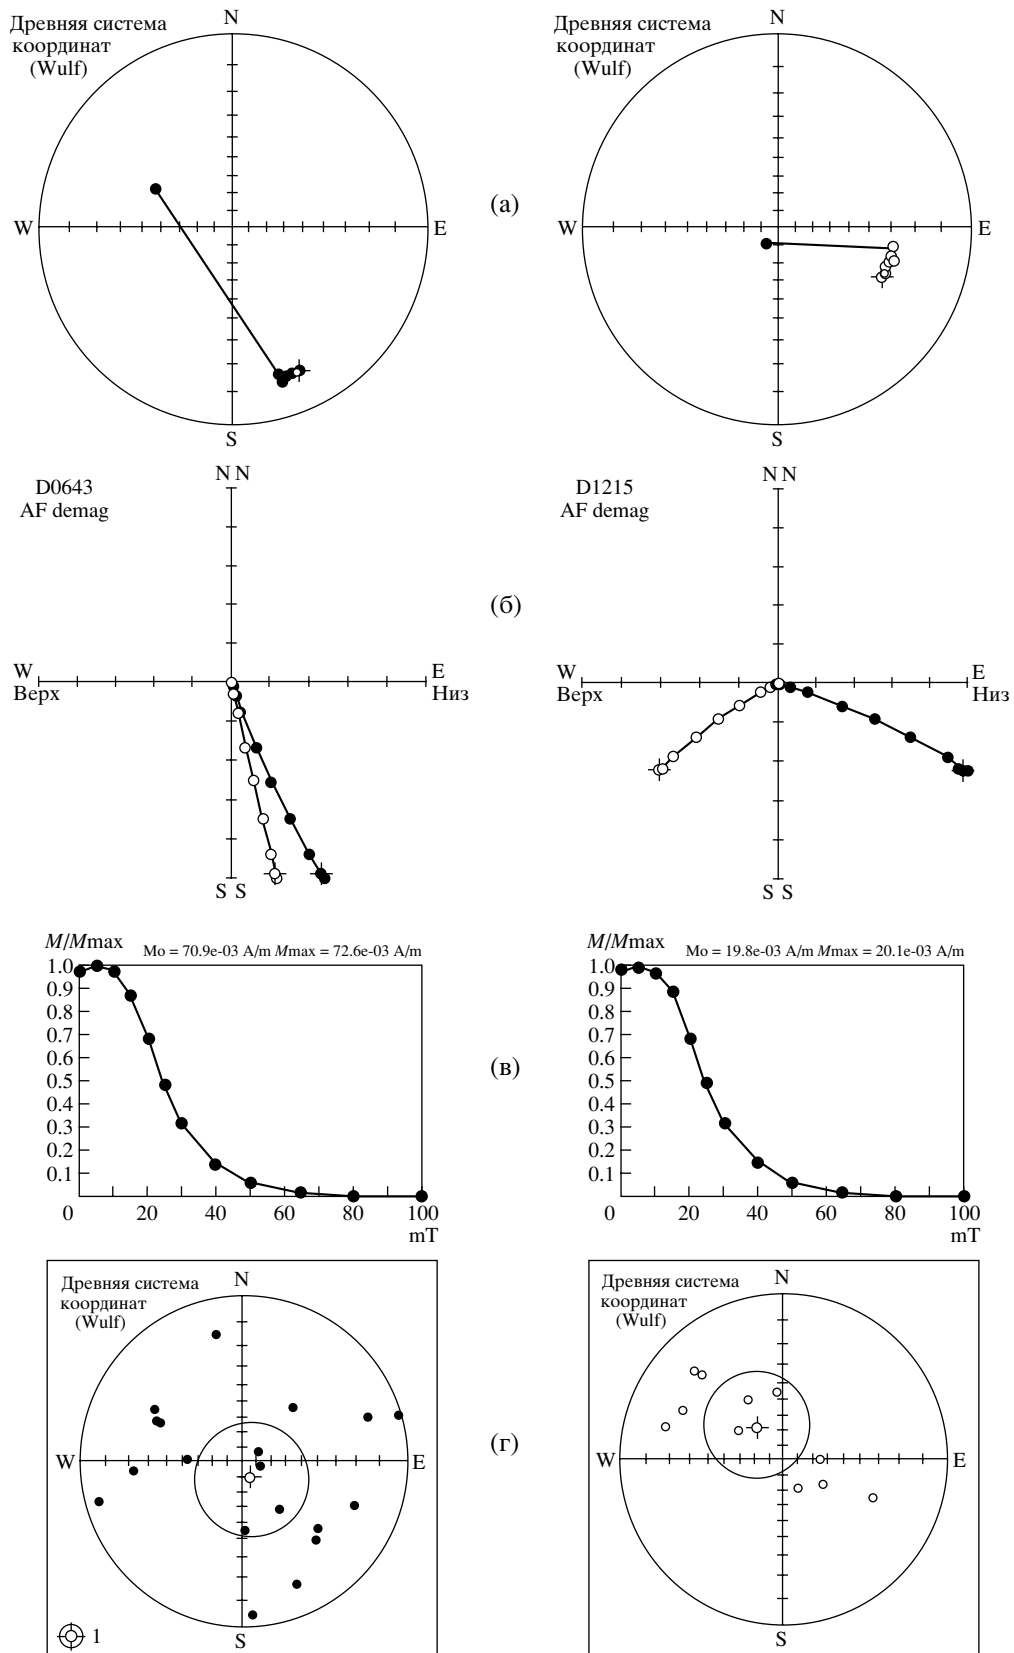 Древняя система
координат
(Wulf)
N
W
E
S
(а)
Древняя система
координат
(Wulf)
N
W
E
S
D0643
AF demag
N N
W
Верх
E
Низ
S S
(б)
D1215
AF demag
N N
W
Верх
E
Низ
S S
M/Mmax
Mo = 70.9e-03 A/m Mmax = 72.6e-03 A/m
1.0
0.9
0.8
0.7
0.6
0.5
0.4
0.3
0.2
0.1
0 20 40 60 80 100
mT
(в)
M/Mmax
Mo = 19.8e-03 A/m Mmax = 20.1e-03 A/m
1.0
0.9
0.8
0.7
0.6
0.5
0.4
0.3
0.2
0.1
0 20 40 60 80 100
mT
Древняя система
координат
(Wulf)
N
W
E
S
1
(г)
Древняя система
координат
(Wulf)
N
W
E
S